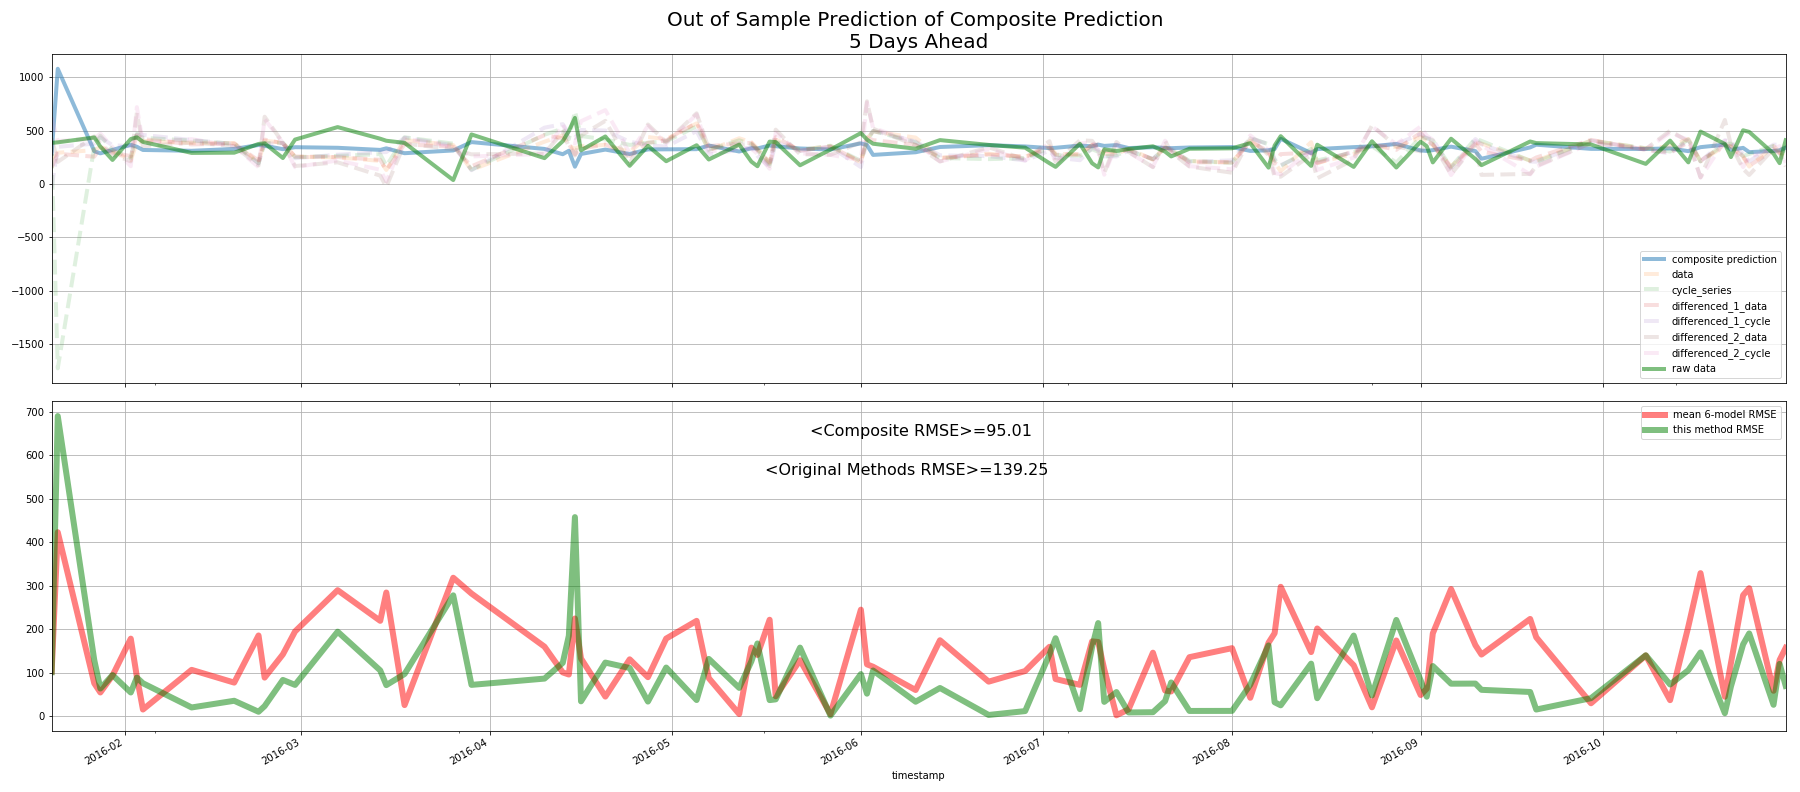 Out of Sample Prediction of Composite Prediction
5 Days Ahead
1000
500
0
−500
−1000
−1500
composite prediction
data
cycle_series
differenced_1_data
differenced_1_cycle
differenced_2_data
differenced_2_cycle
raw data
700
600
500
400
300
200
100
0
mean 6-model RMSE
this method RMSE
<Composite RMSE>=95.01
<Original Methods RMSE>=139.25
2016-02
2016-03
2016-04
2016-05
2016-06
2016-07
2016-08
2016-09
2016-10
timestamp